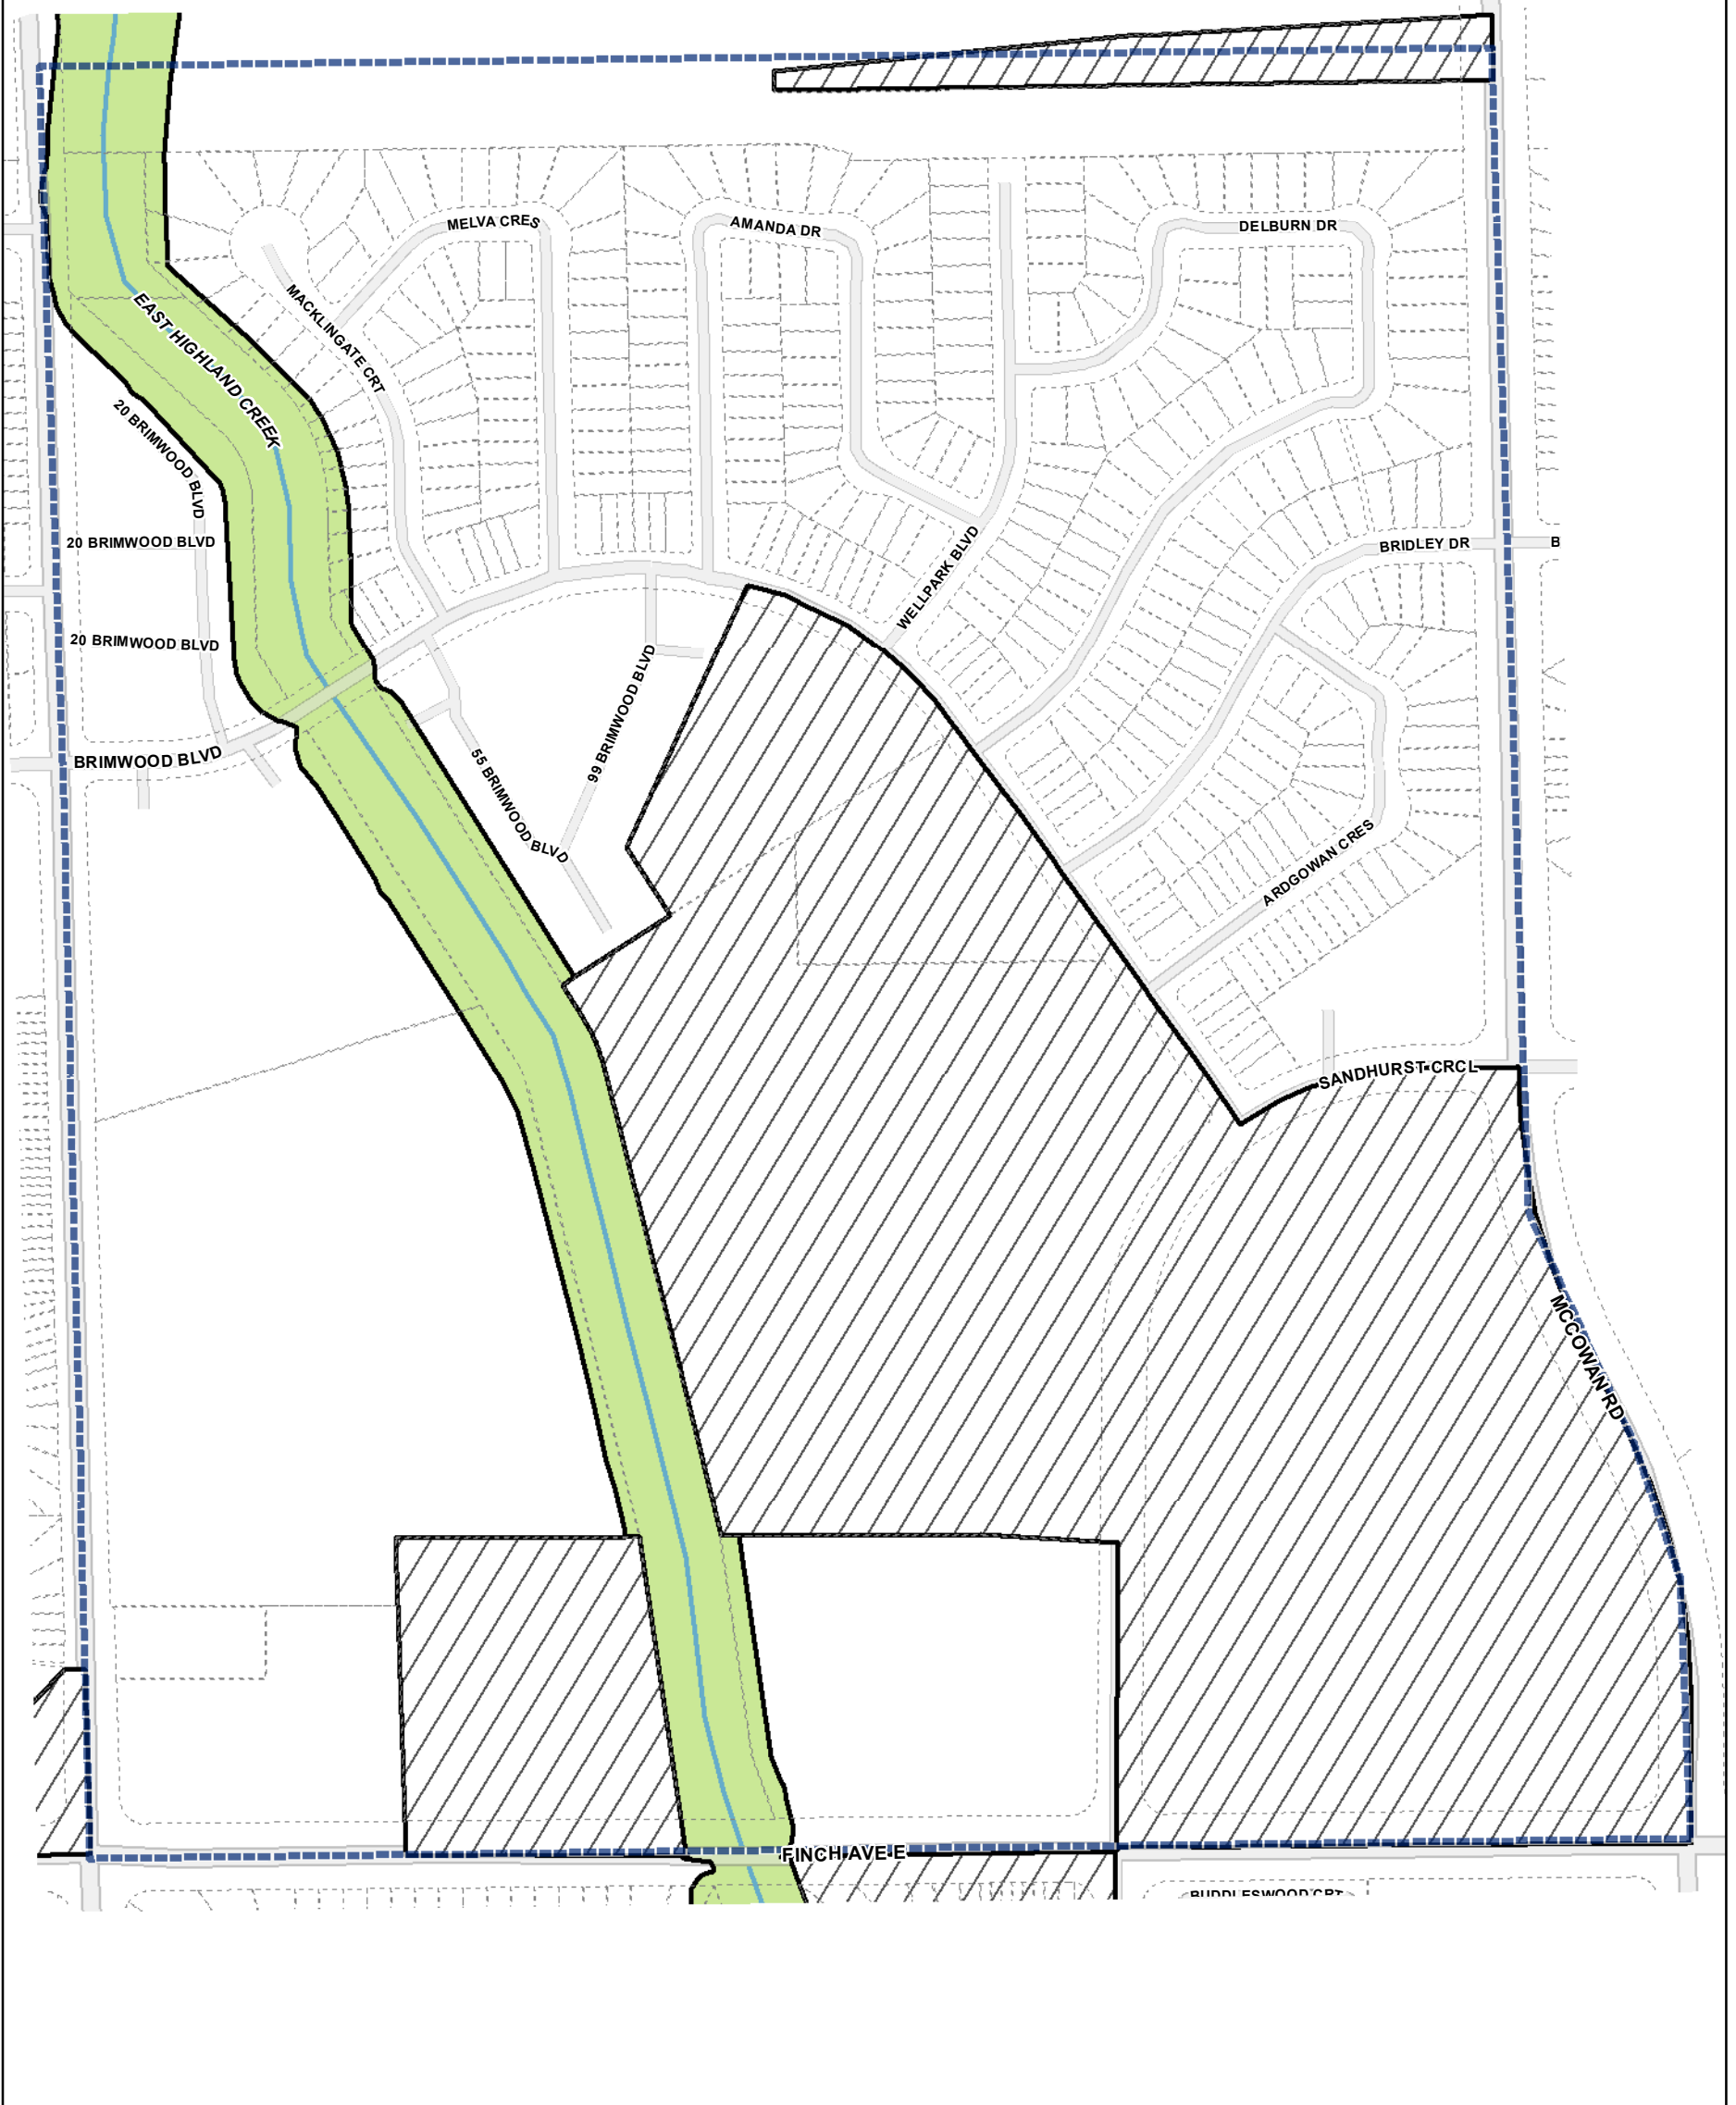 MELVA CRES
AMANDA DR
DELBURN DR
MACKLINGATE CRT
EAST HIGHLAND CREEK
20 BRIMWOOD BLVD
20 BRIMWOOD BLVD
BRIDLEY DR
B
WELLPARK BLVD
20 BRIMWOOD BLVD
99 BRIMWOOD BLVD
BRIMWOOD BLVD
55 BRIMWOOD BLVD
ARDGOWAN CRES
SANDHURST CRCL
MCCOWAN RD
FINCH AVE E
BUDDLESWOOD CRT